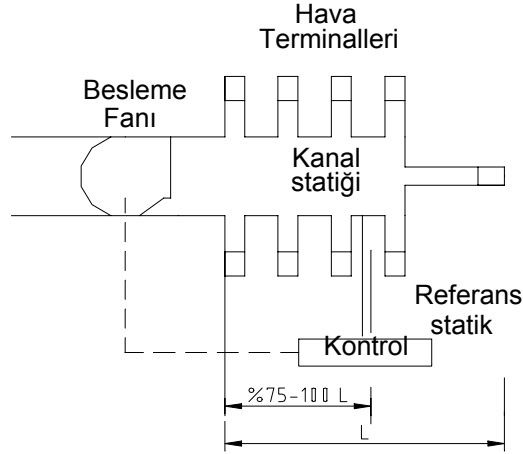 Hava
Terminalleri
Besleme
Fanı
Kanal
statiği
Referans
statik
Kontrol
%75-100 L
L